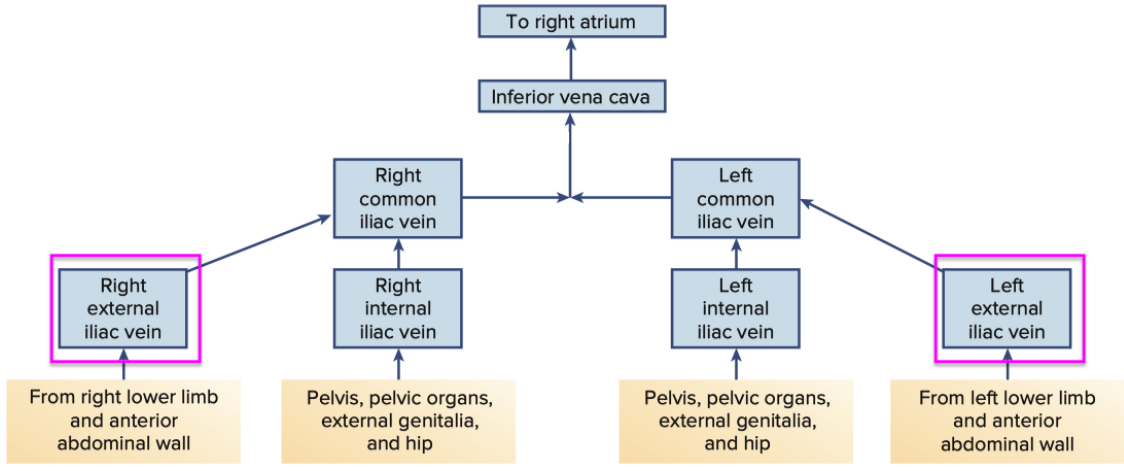 To right atrium
Inferior vena cava
Right
common
iliac vein
Left
common
iliac vein
Right
external
iliac vein
Right
internal
iliac vein
Left
internal
iliac vein
Left
external
iliac vein
From right lower limb
and anterior
abdominal wall
Pelvis, pelvic organs,
external genitalia,
and hip
Pelvis, pelvic organs,
external genitalia,
and hip
From left lower limb
and anterior
abdominal wall